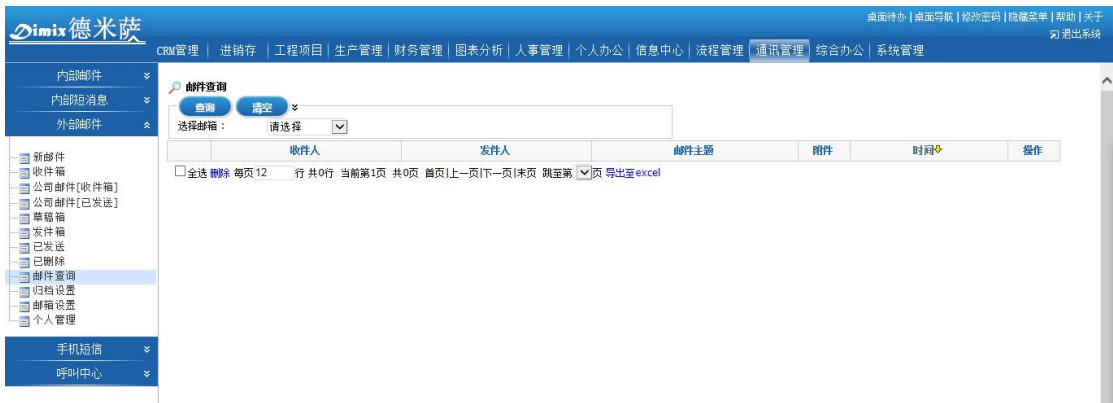 Dimix德米萨
桌面待办 | 桌面导航 | 修改密码 | 隐藏菜单 | 帮助 | 关于
退出系统
CRM管理 | 进销存 | 工程项目 | 生产管理 | 财务管理 | 图表分析 | 人事管理 | 个人办公 | 信息中心 | 流程管理 | 通讯管理 | 综合办公 | 系统管理
内部邮件
内部短消息
外部邮件
新邮件
收件箱
公司邮件[收件箱]
公司邮件[已发送]
草稿箱
发件箱
已发送
已删除
邮件查询
归档设置
邮箱设置
个人管理
手机短信
呼叫中心
邮件查询
查询 清空
选择邮箱： 请选择
收件人 发件人 邮件主题 附件 时间 操作
全选 删除 每页12 行 共0行 当前第1页 共0页 首页|上一页|下一页|末页 跳至第 页 导出至excel